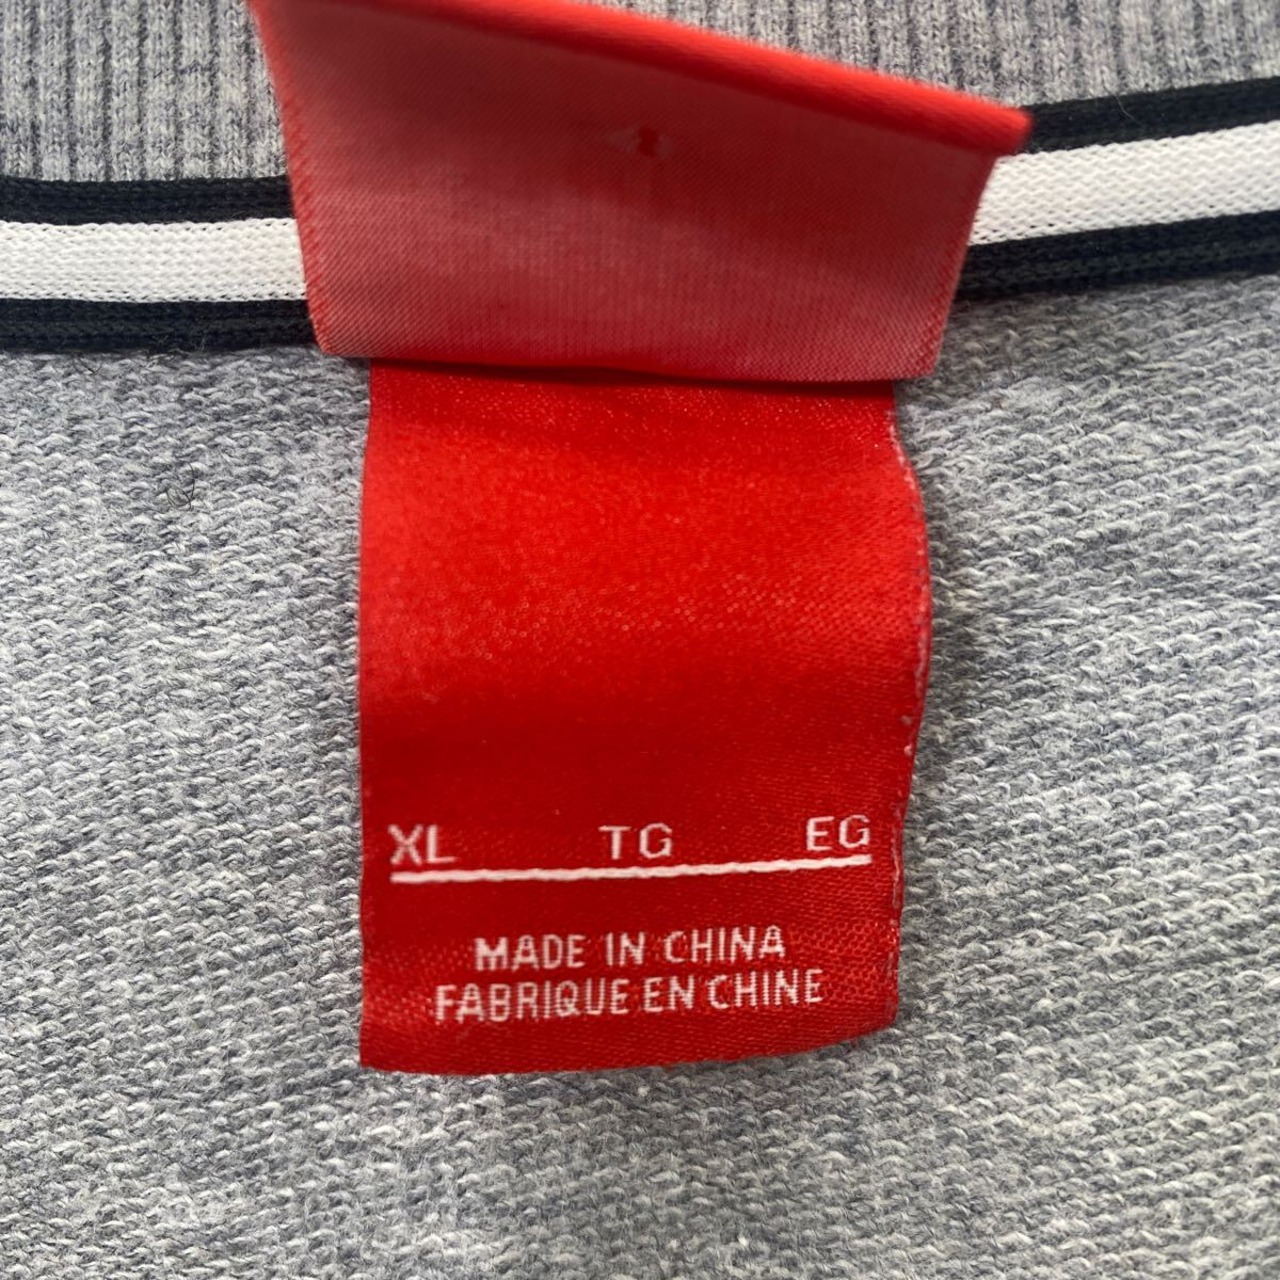 XL TG EG
MADE IN CHINA
FABRIQUE EN CHINE